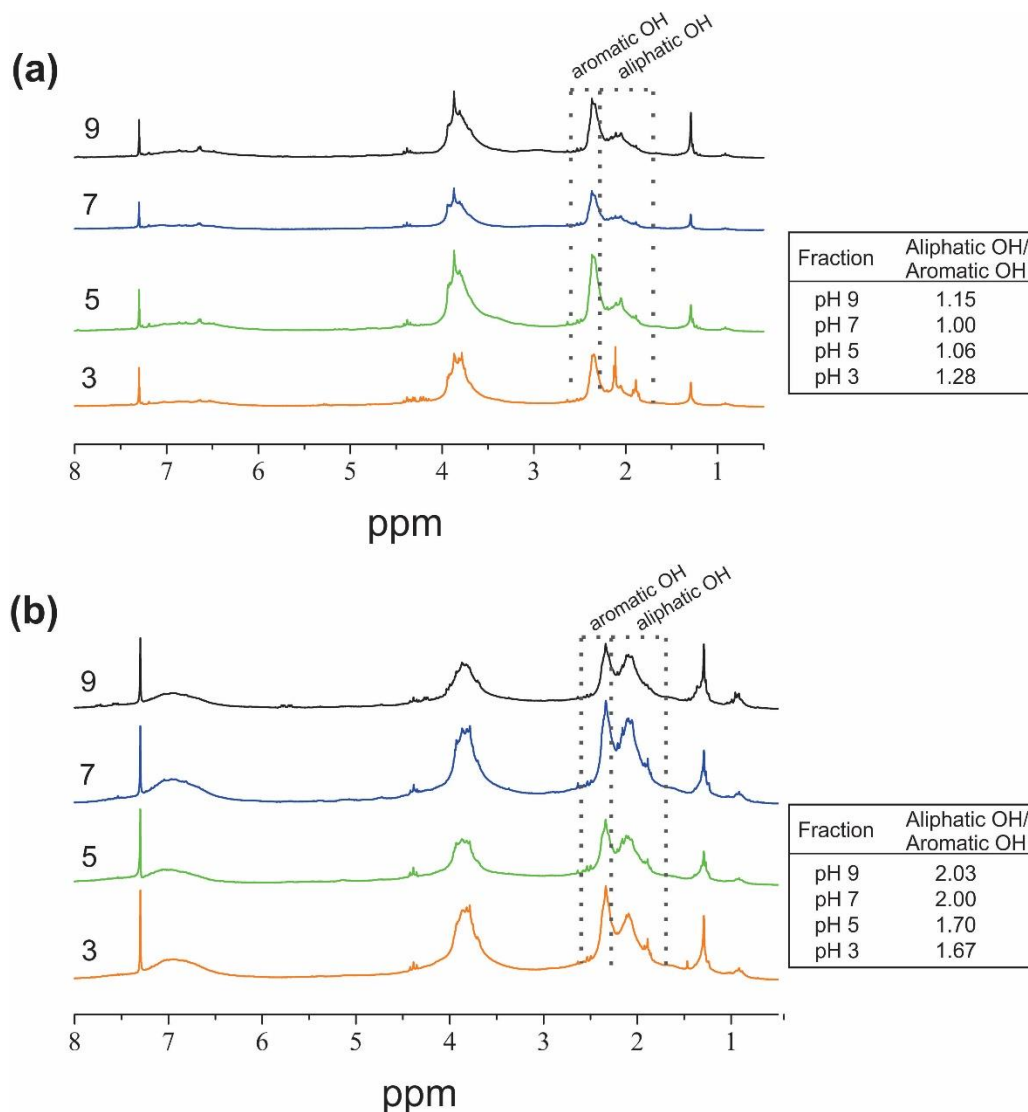 (a)
aromatic OH
aliphatic OH
9
7
5
3
8 7 6 5 4 3 2 1
ppm
Fraction Aliphatic OH/
Aromatic OH
pH 9 1.15
pH 7 1.00
pH 5 1.06
pH 3 1.28
(b)
aromatic OH
aliphatic OH
9
7
5
3
8 7 6 5 4 3 2 1
ppm
Fraction Aliphatic OH/
Aromatic OH
pH 9 2.03
pH 7 2.00
pH 5 1.70
pH 3 1.67